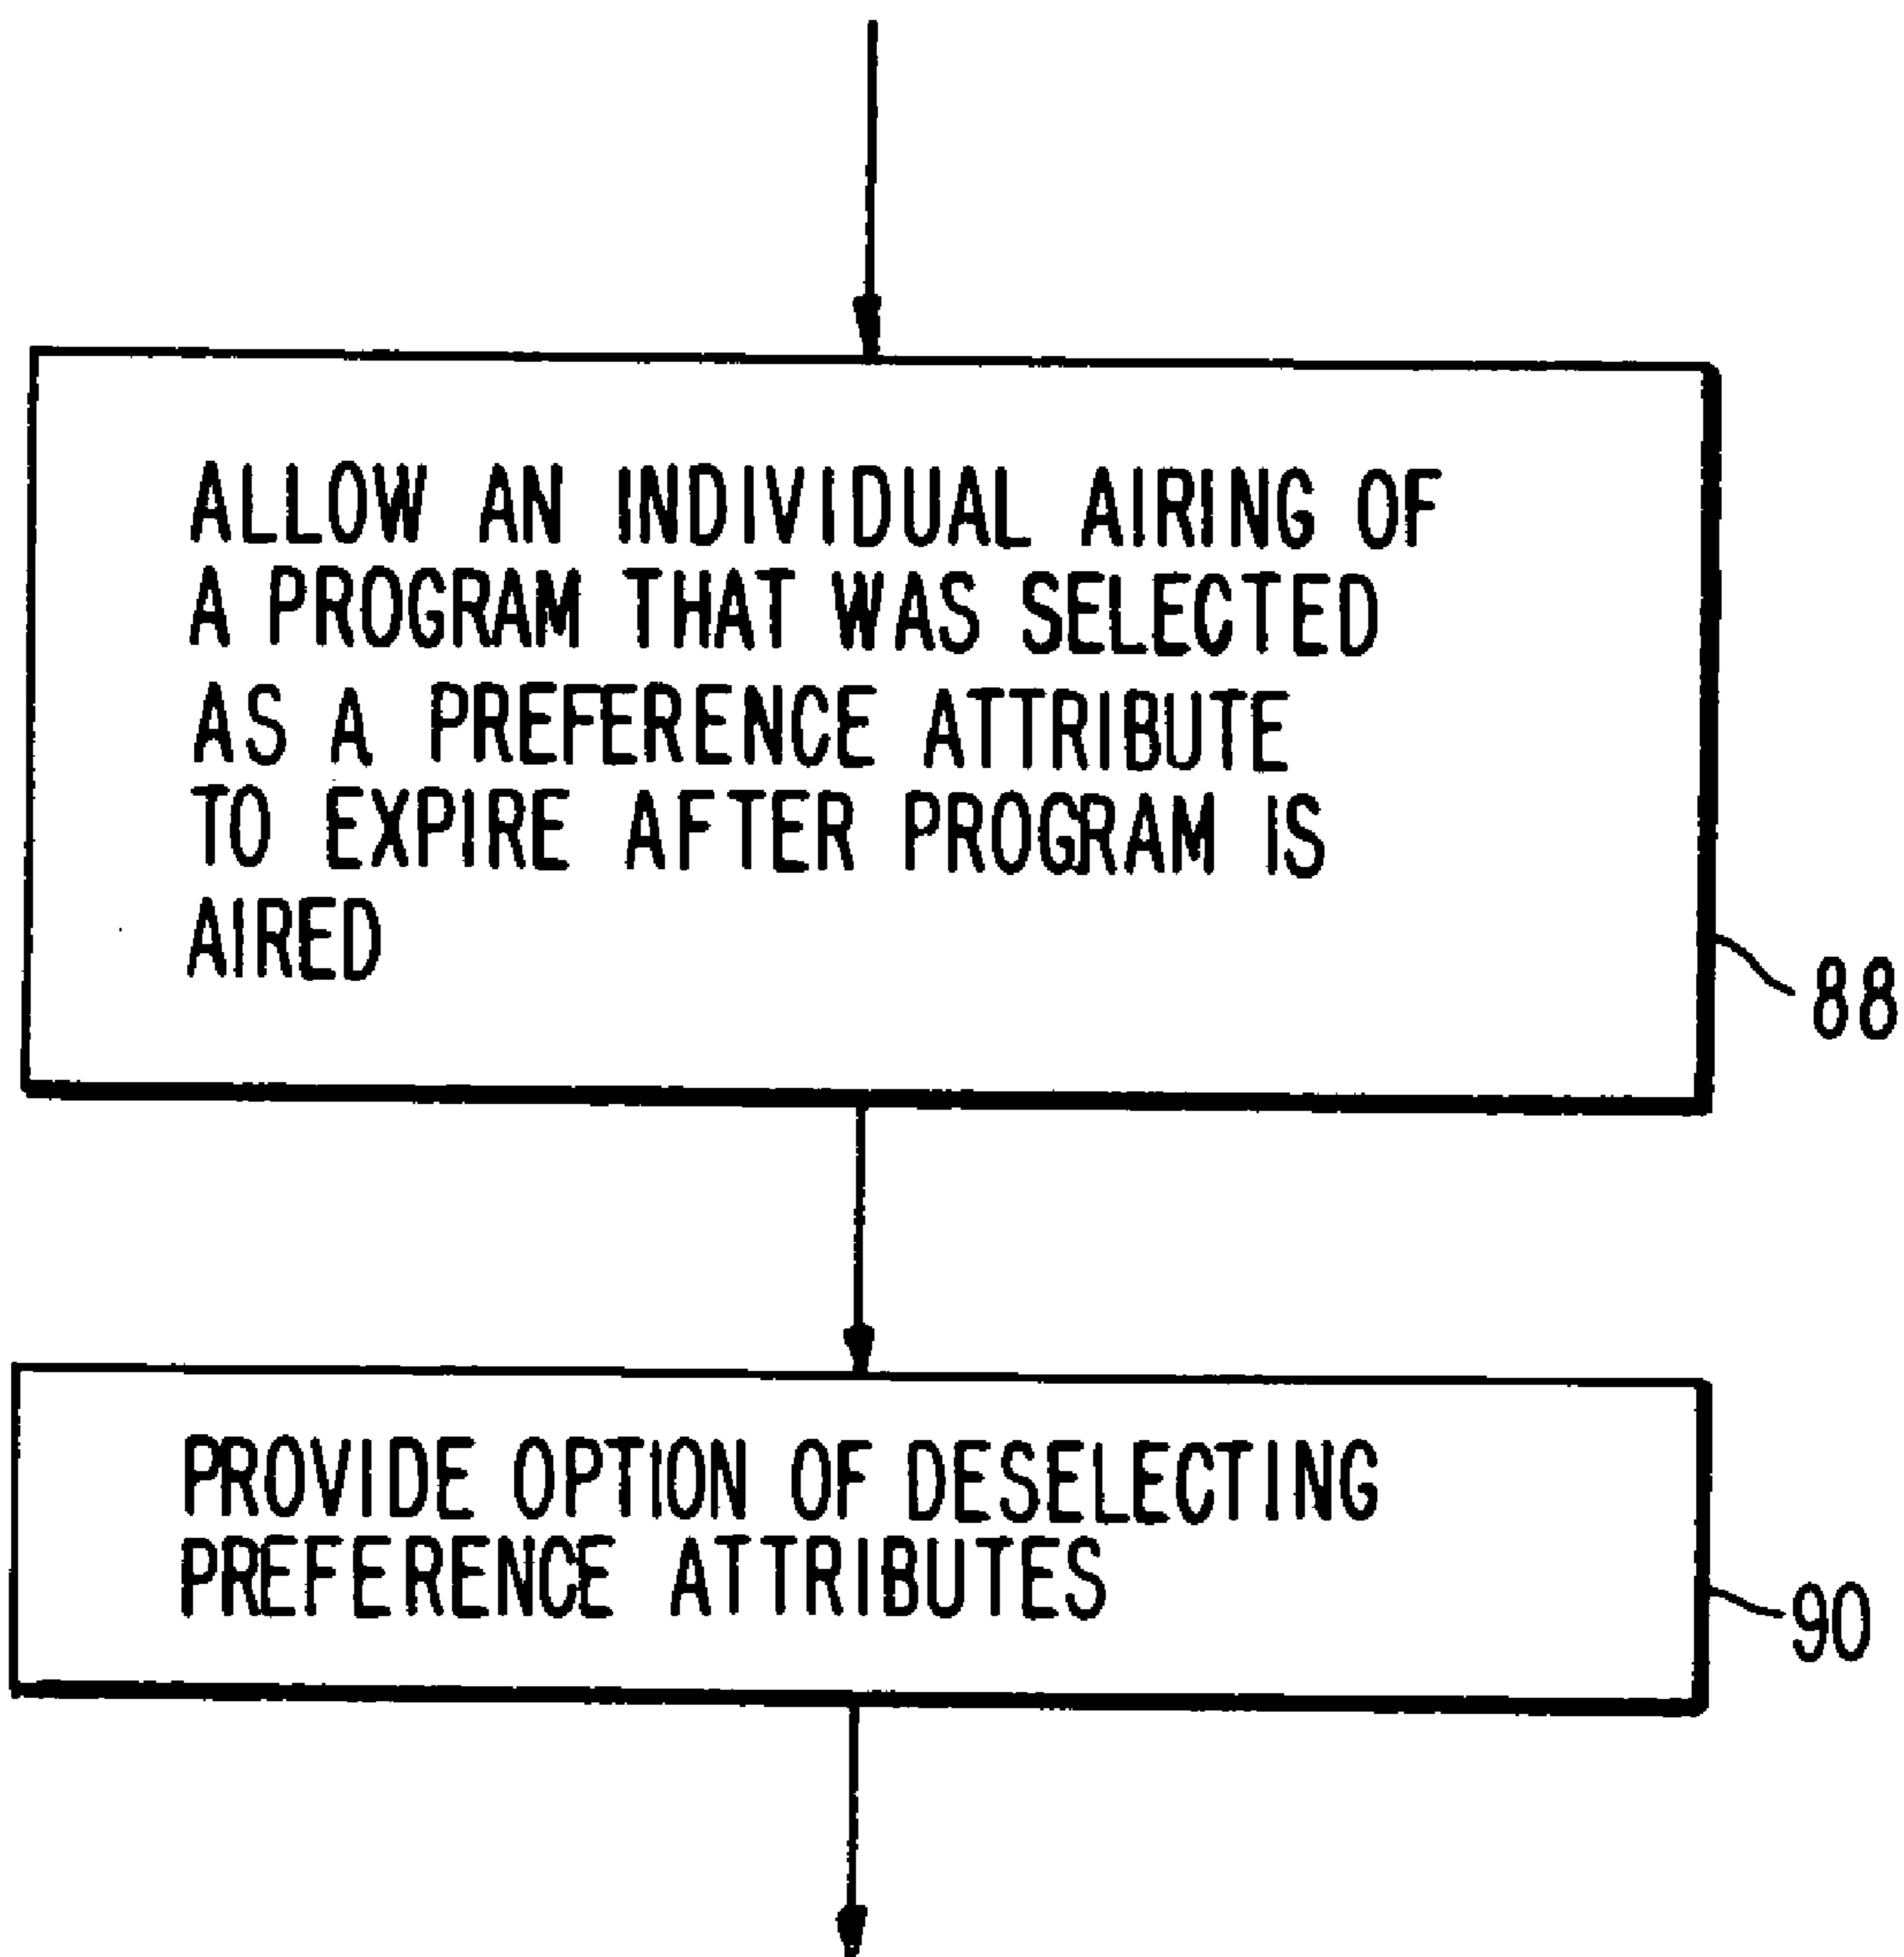 ALLOW AN INDIVIDUAL AIRING OF
A PROGRAM THAT WAS SELECTED
AS A PREFERENCE ATTRIBUTE
TO EXPIRE AFTER PROGRAM IS
AIRED
88
PROVIDE OPTION OF DESELECTING
PREFERENCE ATTRIBUTES
90